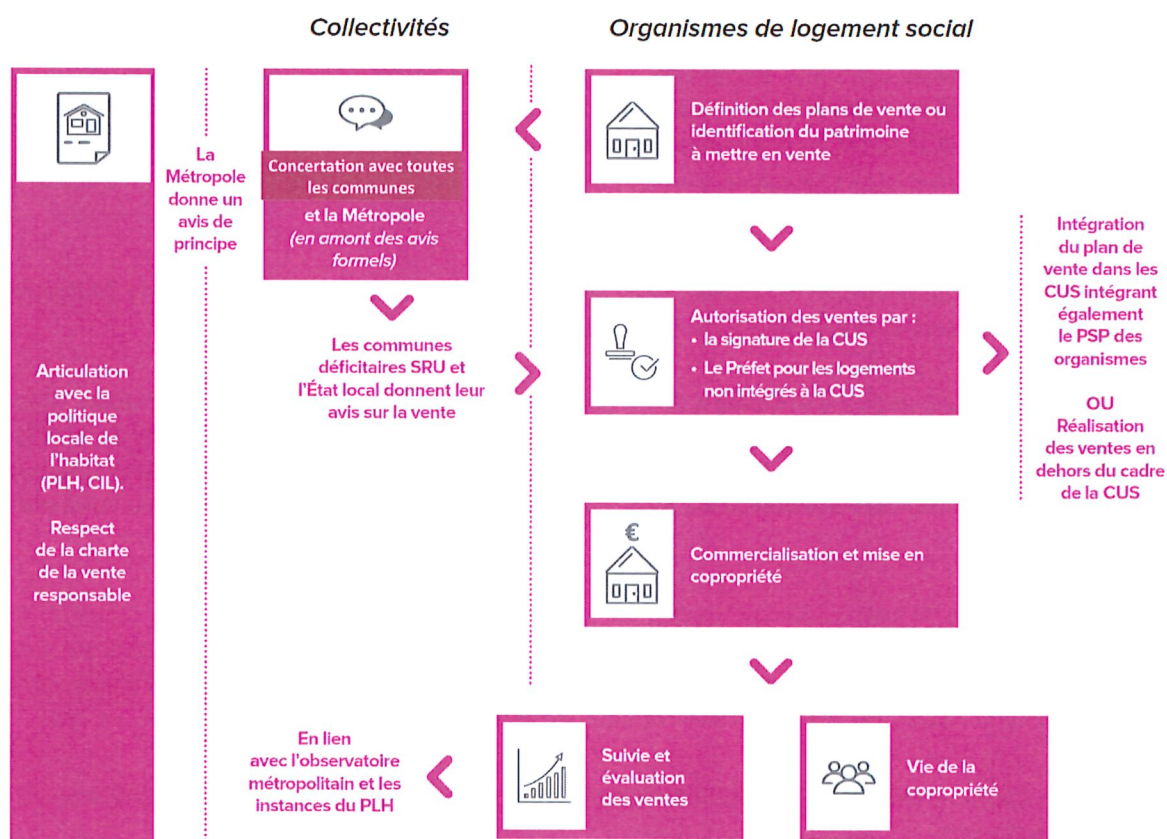 Collectivités
Organismes de logement social
Articulation
avec la
politique
locale de
l'habitat
(PLH, CIL).
Respect
de la charte
de la vente
responsable
La
Métropole
donne un
avis de
principe
Concertation avec toutes
les communes
et la Métropole
(en amont des avis
formels)
Les communes
déficitaires SRU et
l'État local donnent leur
avis sur la vente
Définition des plans de vente ou
identification du patrimoine
à mettre en vente
Autorisation des ventes par :
• la signature de la CUS
• Le Préfet pour les logements
non intégrés à la CUS
Intégration
du plan de
vente dans les
CUS intégrant
également
le PSP des
organismes
OU
Réalisation
des ventes en
dehors du cadre
de la CUS
€
Commercialisation et mise en
copropriété
En lien
avec l'observatoire
métropolitain et les
instances du PLH
Suivie et
évaluation
des ventes
Vie de la
copropriété